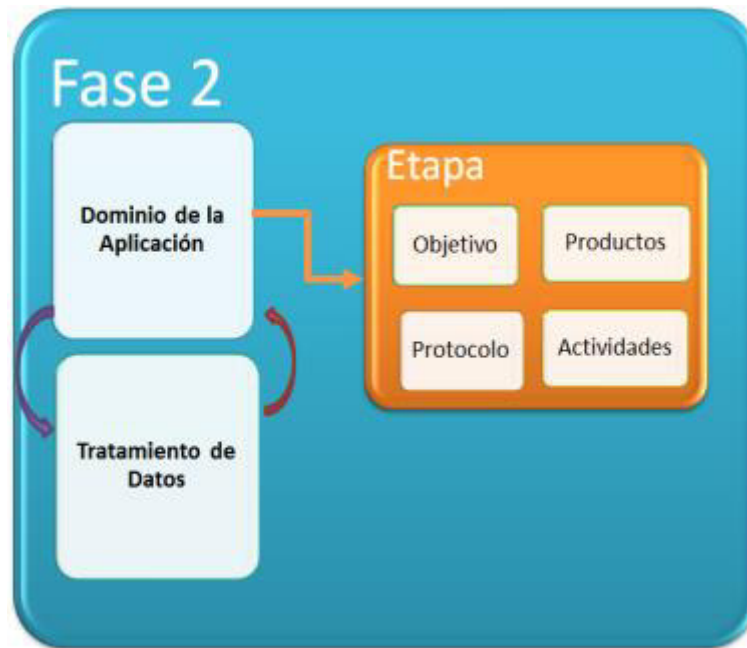 Fase 2
Dominio de la
Aplicación
Tratamiento de
Datos
Etapa
Objetivo
Productos
Protocolo
Actividades